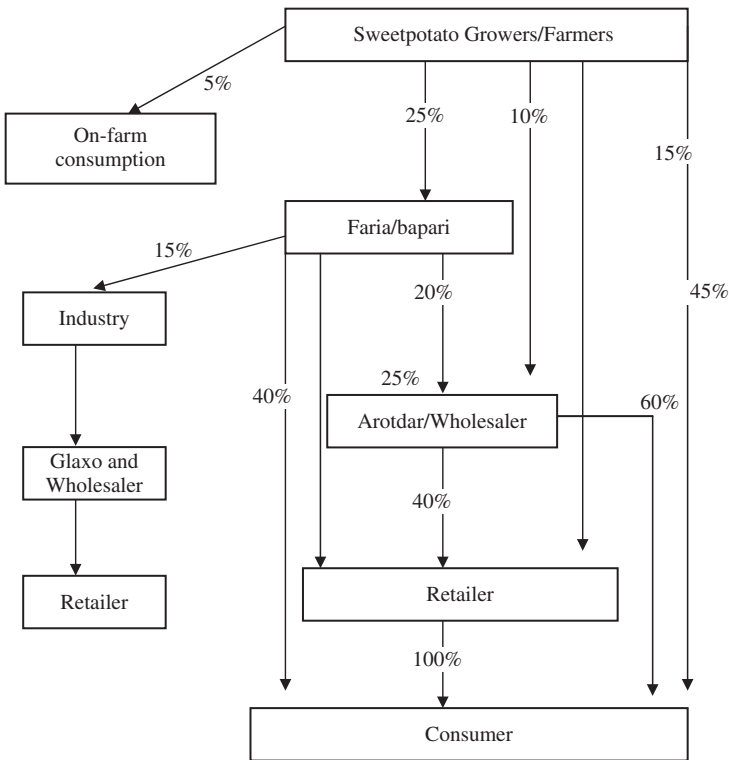 Sweetpotato Growers/Farmers
5%
On-farm
consumption
25%
10%
15%
Faria/bapari
15%
Industry
20%
45%
25%
40%
Arotdar/Wholesaler
60%
Glaxo and
Wholesaler
40%
Retailer
Retailer
100%
Consumer